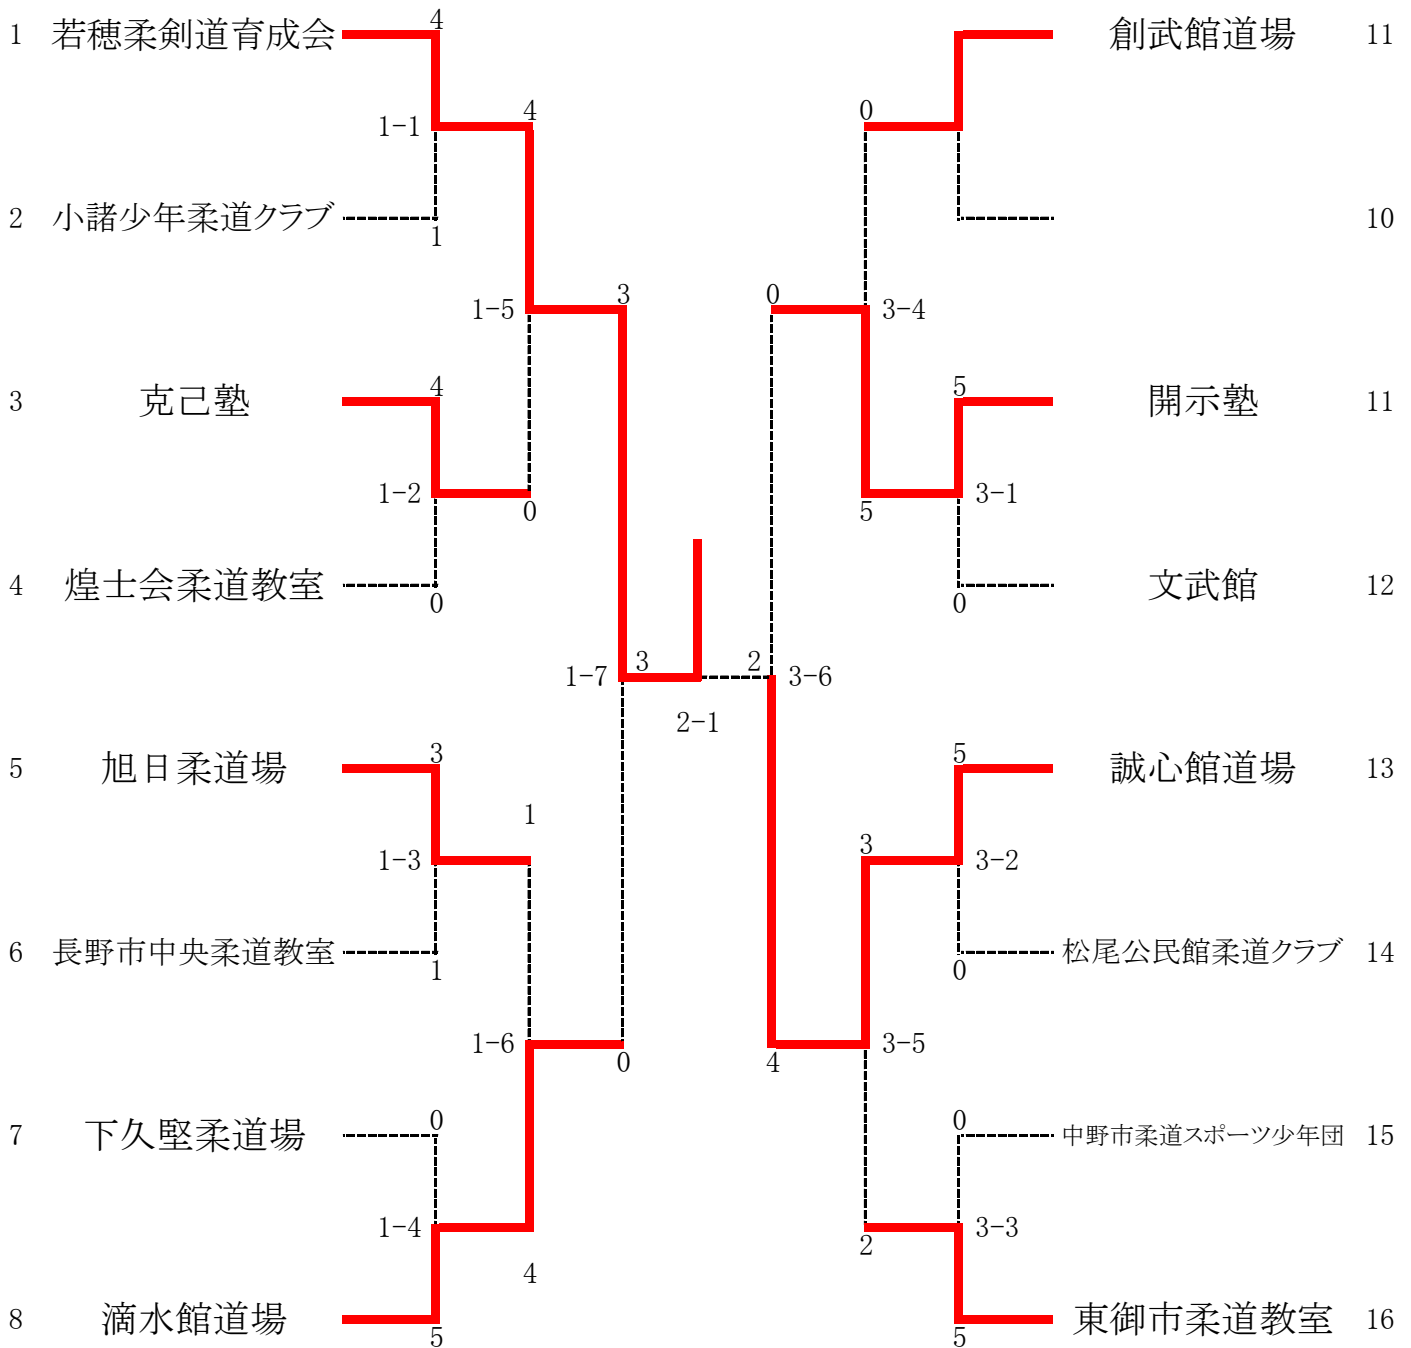 1 若穂柔剣道育成会 4
創武館道場 11
4
0
1-1
2 小諸少年柔道クラブ 1
10
3
0
1-5
3-4
3 克己塾 4
5 開示塾 11
1-2
3-1
0
5
4 煌士会柔道教室 0
0 文武館 12
1-7 3
2 3-6
2-1
5 旭日柔道場 3
5 誠心館道場 13
1
3
1-3
3-2
6 長野市中央柔道教室 1
0 松尾公民館柔道クラブ 14
1-6
3-5
0
4
7 下久堅柔道場 0
0 中野市柔道スポーツ少年団 15
1-4
3-3
4
2
8 滴水館道場 5
5 東御市柔道教室 16